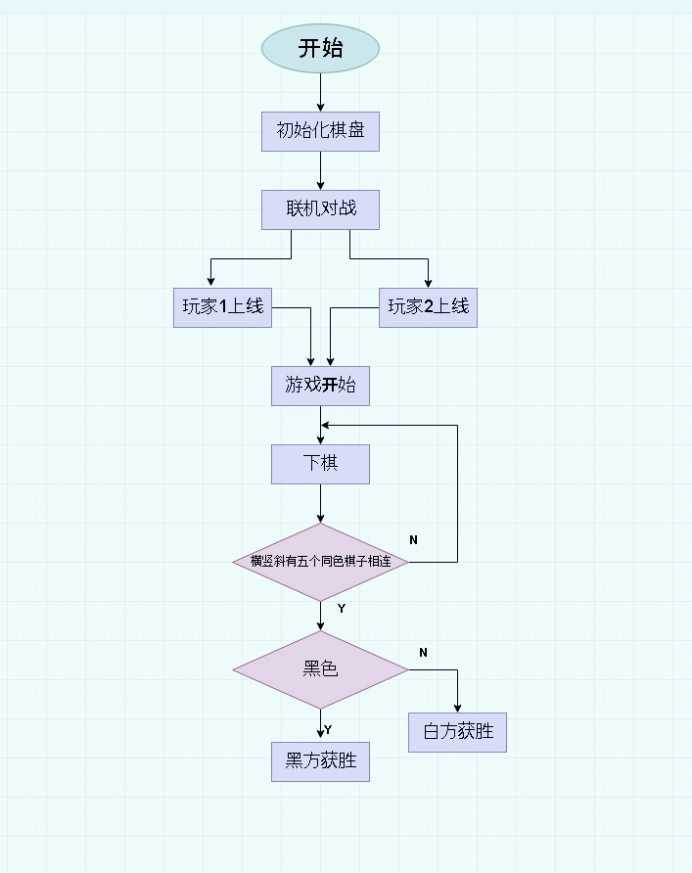 开始
初始化棋盘
联机对战
玩家1上线
玩家2上线
游戏开始
下棋
横竖斜有五个同色棋子相连
N
Y
黑色
N
Y
白方获胜
黑方获胜